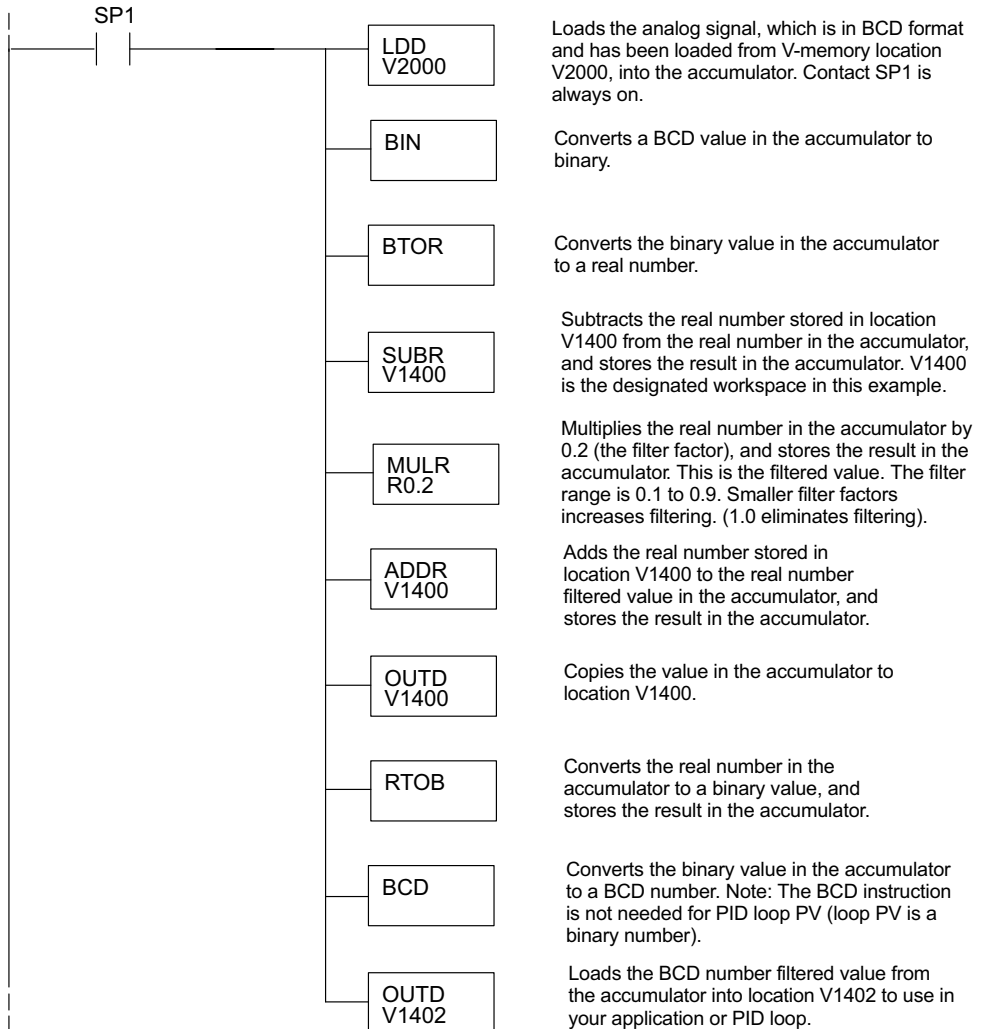 SP1
LDD
V2000
Loads the analog signal, which is in BCD format
and has been loaded from V-memory location
V2000, into the accumulator. Contact SP1 is
always on.
BIN
Converts a BCD value in the accumulator to
binary.
BTOR
Converts the binary value in the accumulator
to a real number.
SUBR
V1400
Subtracts the real number stored in location
V1400 from the real number in the accumulator,
and stores the result in the accumulator. V1400
is the designated workspace in this example.
MULR
R0.2
Multiplies the real number in the accumulator by
0.2 (the filter factor), and stores the result in the
accumulator. This is the filtered value. The filter
range is 0.1 to 0.9. Smaller filter factors
increases filtering. (1.0 eliminates filtering).
ADDR
V1400
Adds the real number stored in
location V1400 to the real number
filtered value in the accumulator, and
stores the result in the accumulator.
OUTD
V1400
Copies the value in the accumulator to
location V1400.
RTOB
Converts the real number in the
accumulator to a binary value, and
stores the result in the accumulator.
BCD
Converts the binary value in the accumulator
to a BCD number. Note: The BCD instruction
is not needed for PID loop PV (loop PV is a
binary number).
OUTD
V1402
Loads the BCD number filtered value from
the accumulator into location V1402 to use in
your application or PID loop.